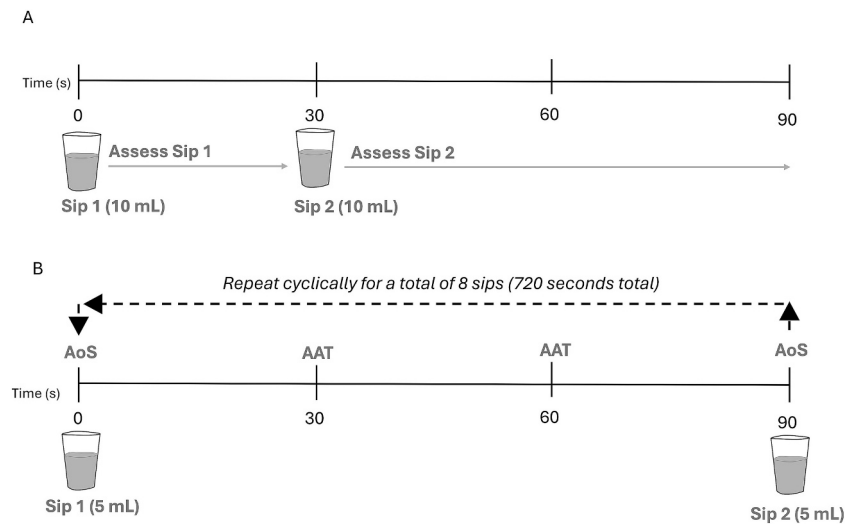 A
Time (s)
0 30 60 90
Assess Sip 1 Assess Sip 2
Sip 1 (10 mL) Sip 2 (10 mL)
B
Repeat cyclically for a total of 8 sips (720 seconds total)
AoS AAT AAT AoS
Time (s)
0 30 60 90
Sip 1 (5 mL) Sip 2 (5 mL)